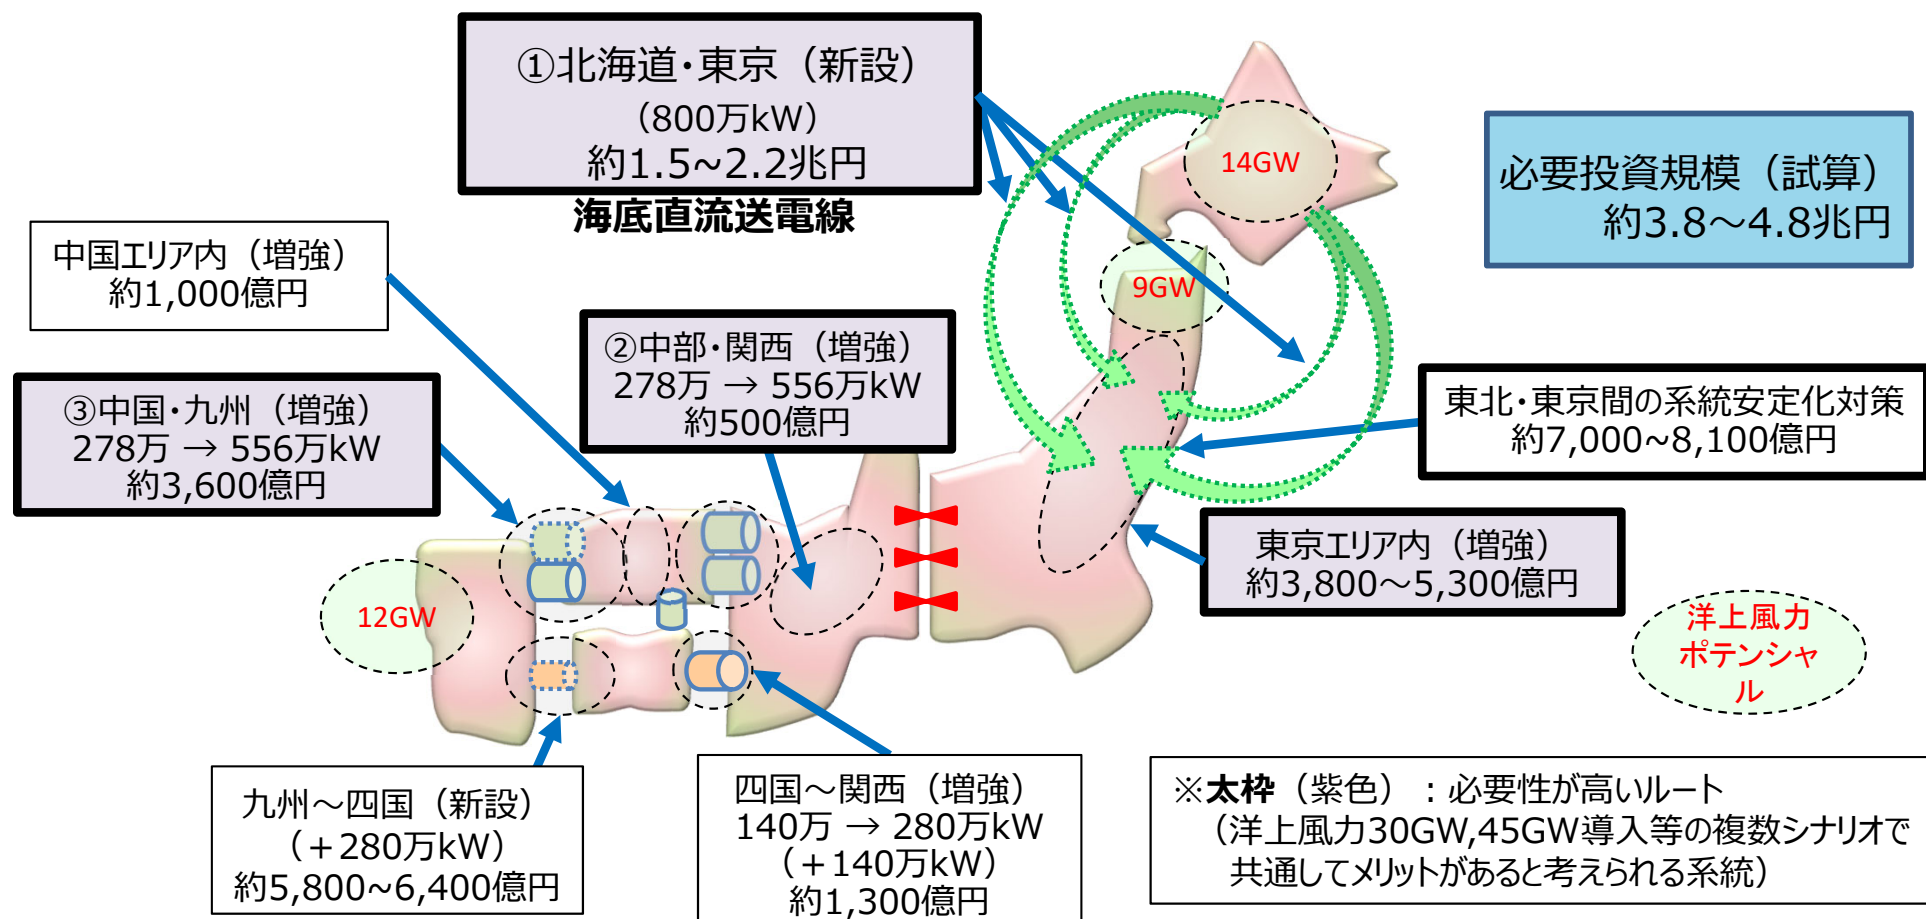 ①北海道・東京（新設）
（800万kW）
約1.5~2.2兆円
海底直流送電線
14GW
必要投資規模（試算）
約3.8～4.8兆円
中国エリア内（増強）
約1,000億円
9GW
②中部・関西（増強）
278万 → 556万kW
約500億円
③中国・九州（増強）
278万 → 556万kW
約3,600億円
東北・東京間の系統安定化対策
約7,000~8,100億円
東京エリア内（増強）
約3,800～5,300億円
12GW
洋上風力
ポテンシャ
ル
九州～四国（新設）
（＋280万kW）
約5,800~6,400億円
四国～関西（増強）
140万 → 280万kW
（＋140万kW）
約1,300億円
※太枠（紫色）：必要性が高いルート
（洋上風力30GW,45GW導入等の複数シナリオで
共通してメリットがあると考えられる系統）